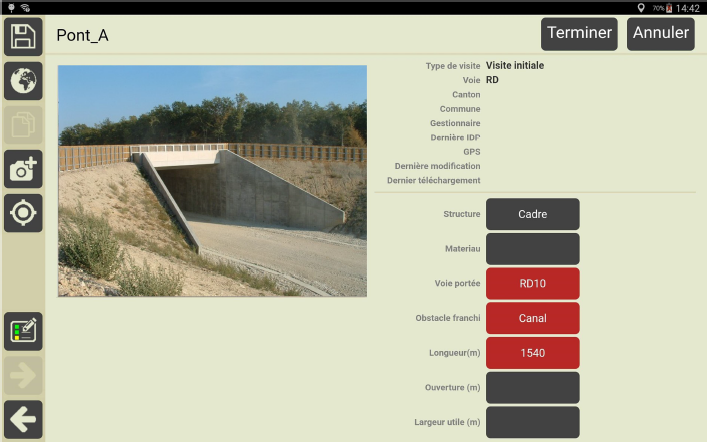 70% 14:42
Pont_A
Terminer Annuler
Type de visite Visite initiale
Voie RD
Canton
Commune
Gestionnaire
Dernière IDP
GPS
Dernière modification
Dernier téléchargement
Structure Cadre
Materiau
Voie portée RD10
Obstacle franchi Canal
Longueur(m) 1540
Ouverture (m)
Largeur utile (m)